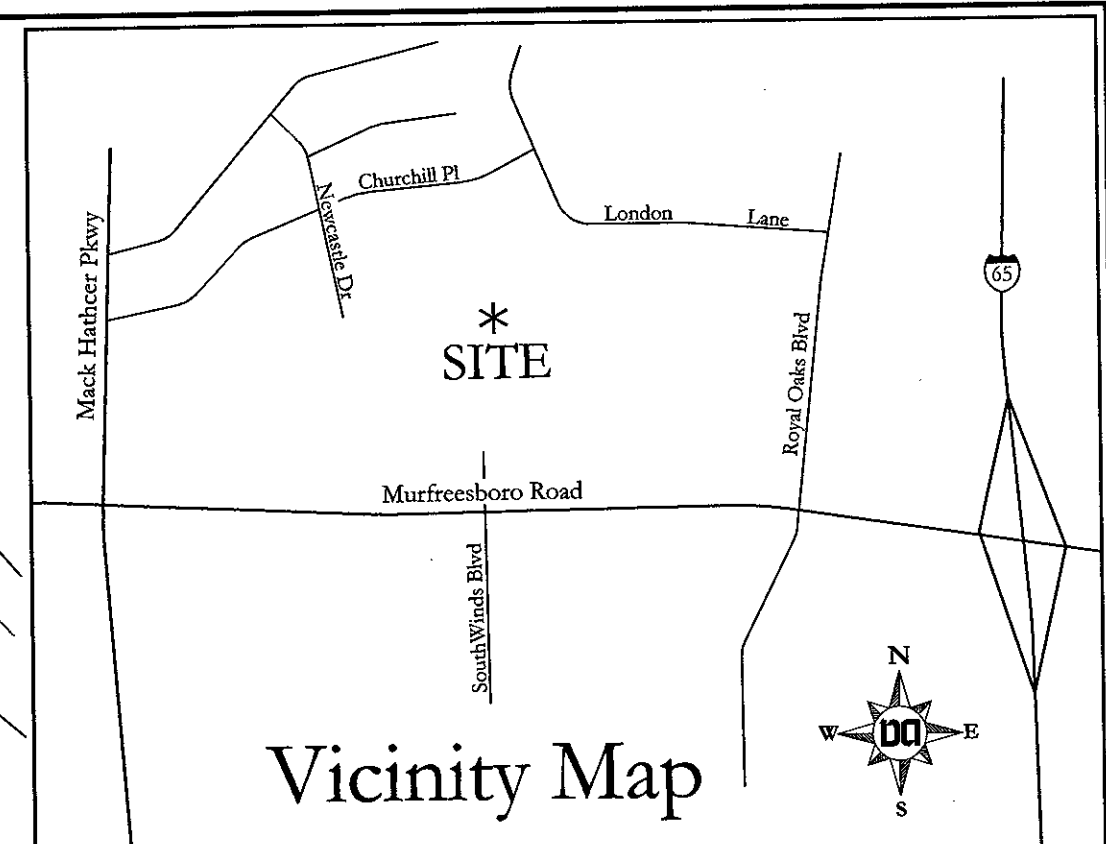 Churchill Pl
Newcastle Dr
London Lane
Mack Hathcer Pkwy
65
SITE
Royal Oaks Blvd
Murfreesboro Road
SouthWinds Blvd
N
W
E
S
Vicinity Map